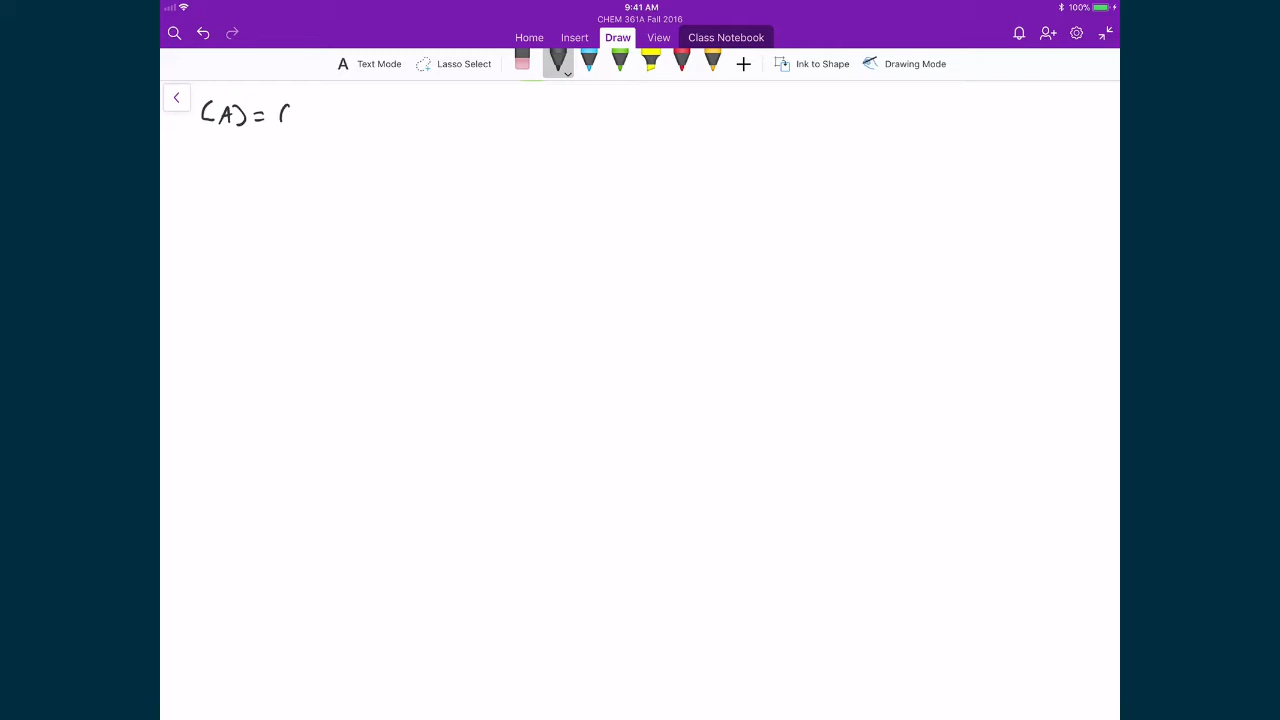 9:41 AM
100%
CHEM 361A Fall 2016
Home Insert Draw View Class Notebook
A Text Mode Lasso Select Ink to Shape Drawing Mode
(A) = (